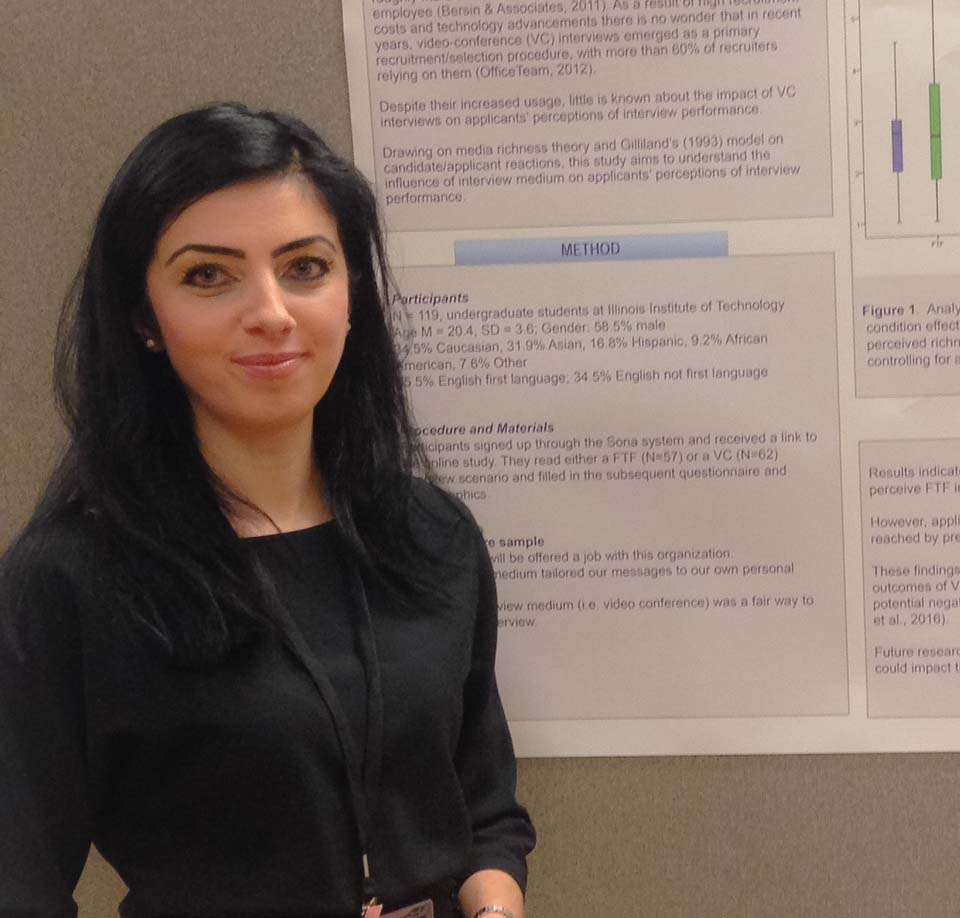 employee (Bersin & Associates, 2011). As a result of high recruitment
costs and technology advancements there is no wonder that in recent
years, video-conference (VC) interviews emerged as a primary
recruitment/selection procedure, with more than 60% of recruiters
relying on them (OfficeTeam, 2012).
Despite their increased usage, little is known about the impact of VC
interviews on applicants' perceptions of interview performance.
Drawing on media richness theory and Gilliland's (1993) model on
candidate/applicant reactions, this study aims to understand the
influence of interview medium on applicants' perceptions of interview
performance.
METHOD
Participants
N = 119, undergraduate students at Illinois Institute of Technology
Age M = 20.4, SD = 3.6; Gender: 58.5% male
34.5% Caucasian, 31.9% Asian, 16.8% Hispanic, 9.2% African
American, 7.6% Other
5.5% English first language; 34.5% English not first language
ocedure and Materials
icipants signed up through the Sona system and received a link to
online study. They read either a FTF (N=57) or a VC (N=62)
ew scenario and filled in the subsequent questionnaire and
phics.
re sample
will be offered a job with this organization.
medium tailored our messages to our own personal
view medium (i.e. video conference) was a fair way to
erview.
FTF
Figure 1. Analy
condition effect
perceived richn
controlling for a
Results indicat
perceive FTF i
However, appli
reached by pre
These findings
outcomes of V
potential nega
et al., 2016).
Future researc
could impact t